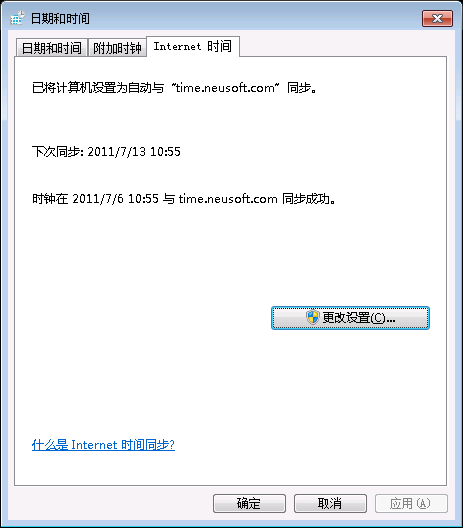 日期和时间
日期和时间 附加时钟 Internet 时间
已将计算机设置为自动与“time.neusoft.com”同步。
下次同步: 2011/7/13 10:55
时钟在 2011/7/6 10:55 与 time.neusoft.com 同步成功。
更改设置(C)...
什么是 Internet 时间同步?
确定 取消 应用(A)